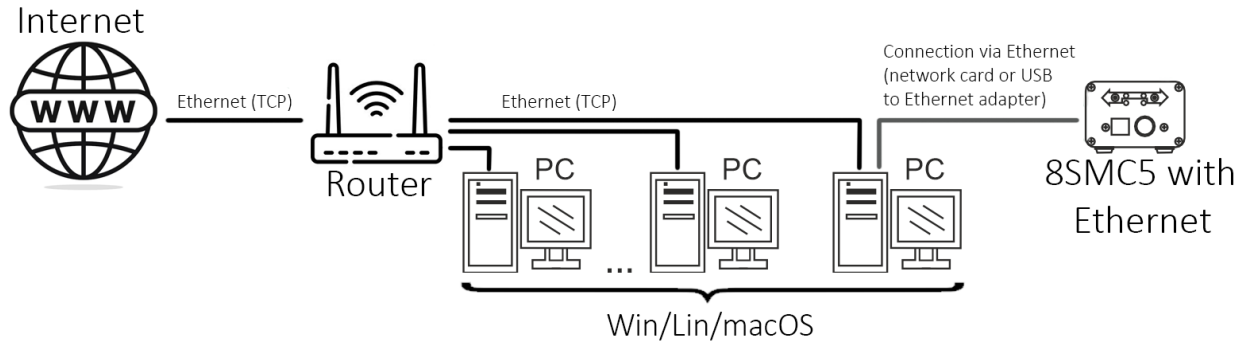 Internet
WWW
Ethernet (TCP)
Router
Ethernet (TCP)
PC
...
PC
PC
Connection via Ethernet
(network card or USB
to Ethernet adapter)
8SMC5 with
Ethernet
Win/Lin/macOS